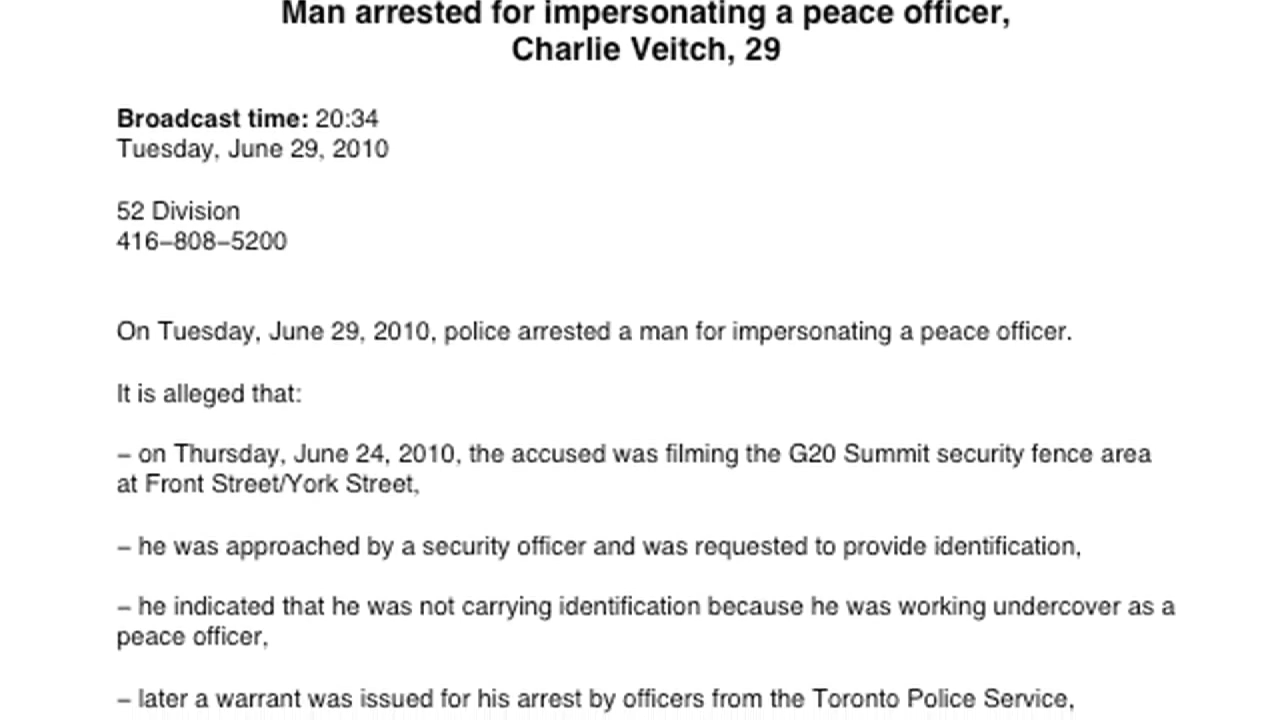 Man arrested for impersonating a peace officer,
Charlie Veitch, 29
Broadcast time: 20:34
Tuesday, June 29, 2010
52 Division
416–808–5200
On Tuesday, June 29, 2010, police arrested a man for impersonating a peace officer.
It is alleged that:
– on Thursday, June 24, 2010, the accused was filming the G20 Summit security fence area
at Front Street/York Street,
– he was approached by a security officer and was requested to provide identification,
– he indicated that he was not carrying identification because he was working undercover as a
peace officer,
– later a warrant was issued for his arrest by officers from the Toronto Police Service,